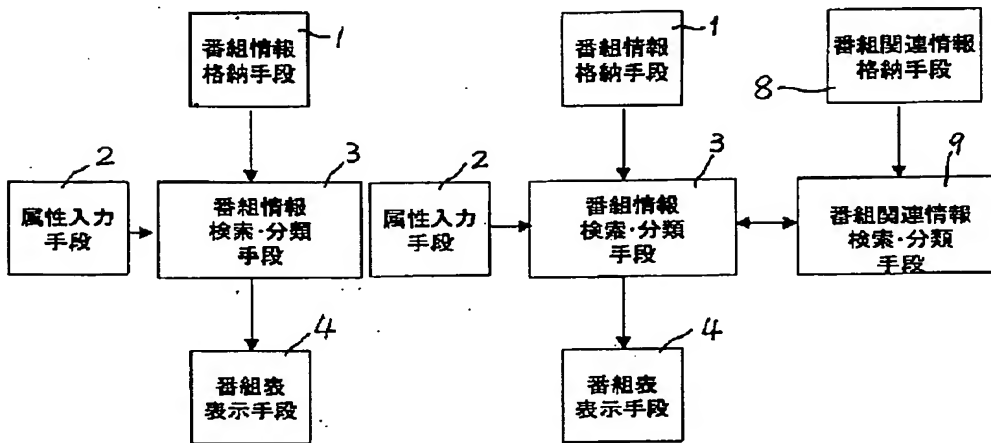 1
番組情報
格納手段
2
属性入力
手段
3
番組情報
検索・分類
手段
4
番組表
表示手段
1
番組情報
格納手段
8
番組関連情報
格納手段
2
属性入力
手段
3
番組情報
検索・分類
手段
9
番組関連情報
検索・分類
手段
4
番組表
表示手段